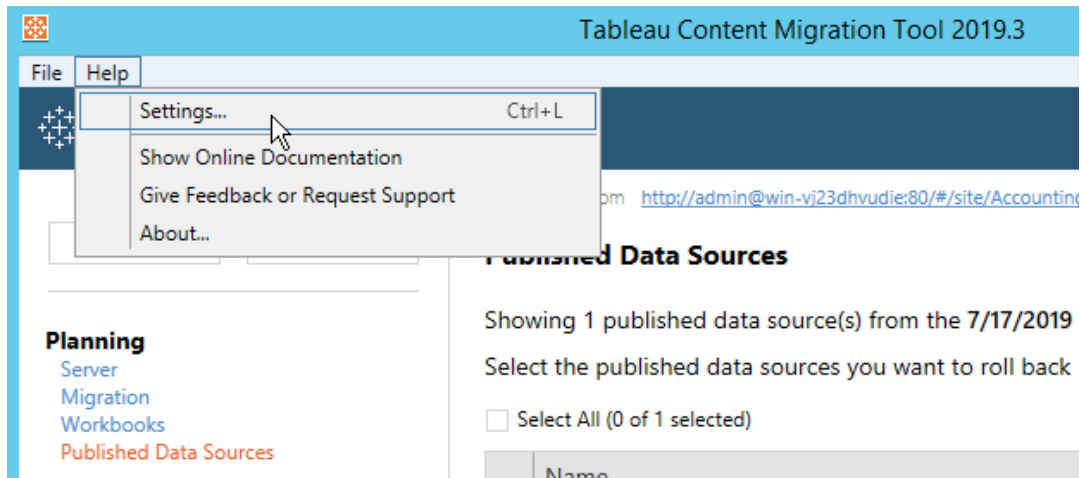 Tableau Content Migration Tool 2019.3
File Help
Settings... Ctrl+L
Show Online Documentation
Give Feedback or Request Support
About...
http://admin@win-vj23dhvudie:80/#/site/Accounting
Published Data Sources
Showing 1 published data source(s) from the 7/17/2019
Select the published data sources you want to roll back
Select All (0 of 1 selected)
Name
Planning
Server
Migration
Workbooks
Published Data Sources